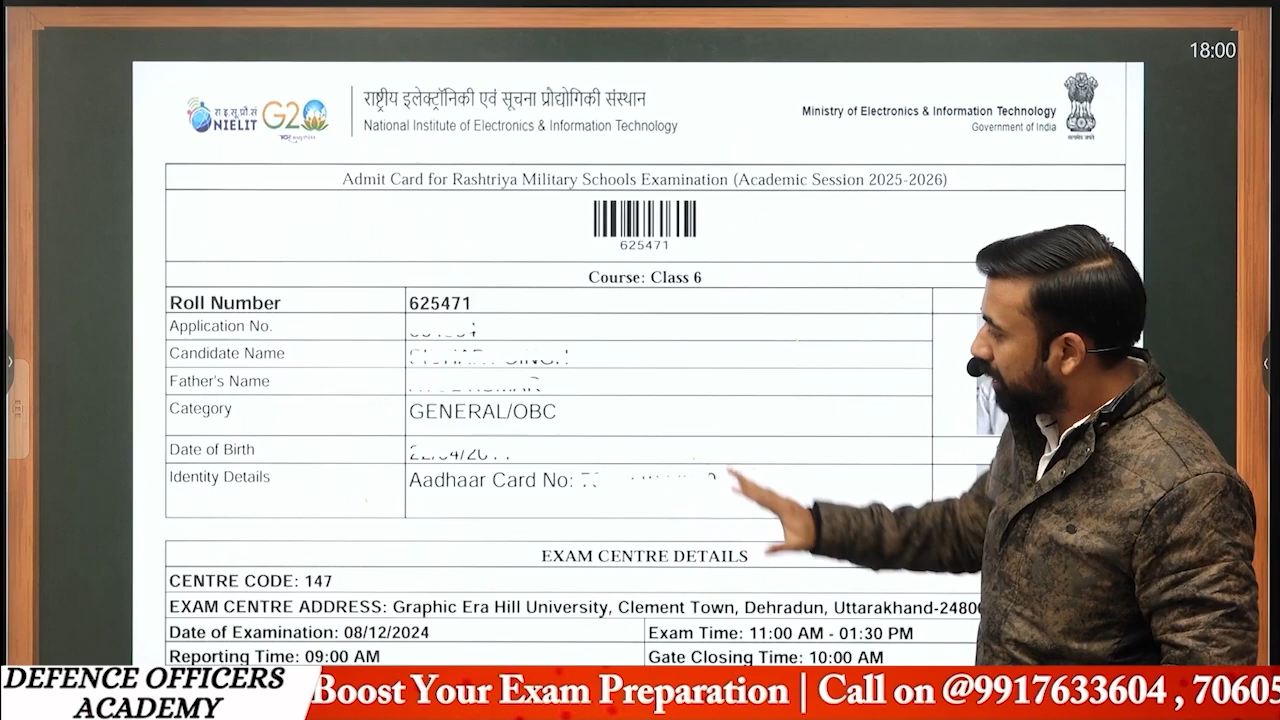 18:00
रा.इ.सू.प्रौ.सं
NIELIT
G20
राष्ट्रीय इलेक्ट्रॉनिकी एवं सूचना प्रौद्योगिकी संस्थान
National Institute of Electronics & Information Technology
Ministry of Electronics & Information Technology
Government of India
सत्यमेव जयते
Admit Card for Rashtriya Military Schools Examination (Academic Session 2025-2026)
625471
Course: Class 6
Roll Number 625471
Application No.
Candidate Name
Father's Name
Category GENERAL/OBC
Date of Birth
Identity Details Aadhaar Card No:
EXAM CENTRE DETAILS
CENTRE CODE: 147
EXAM CENTRE ADDRESS: Graphic Era Hill University, Clement Town, Dehradun, Uttarakhand-2480
Date of Examination: 08/12/2024 Exam Time: 11:00 AM - 01:30 PM
Reporting Time: 09:00 AM Gate Closing Time: 10:00 AM
DEFENCE OFFICERS
ACADEMY
Boost Your Exam Preparation | Call on @9917633604 , 70605